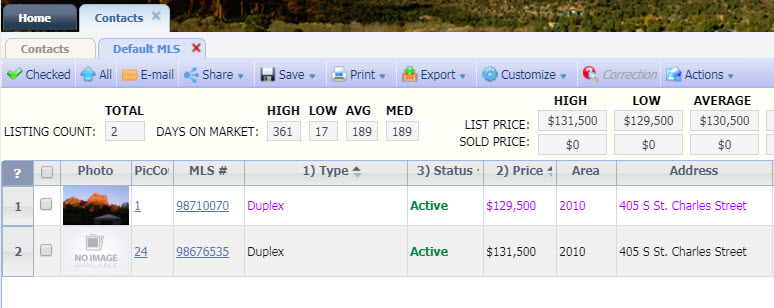 Home Contacts
Contacts Default MLS
Checked All E-mail Share Save Print Export Customize Correction Actions
TOTAL HIGH LOW AVG MED HIGH LOW AVERAGE
LISTING COUNT: 2 DAYS ON MARKET: 361 17 189 189 LIST PRICE: $131,500 $129,500 $130,500
SOLD PRICE: $0 $0 $0
? Photo PicCou MLS # 1) Type 3) Status 2) Price Area Address
1 1 98710070 Duplex Active $129,500 2010 405 S St. Charles Street
2 NO IMAGE AVAILABLE 24 98676535 Duplex Active $131,500 2010 405 S St. Charles Street